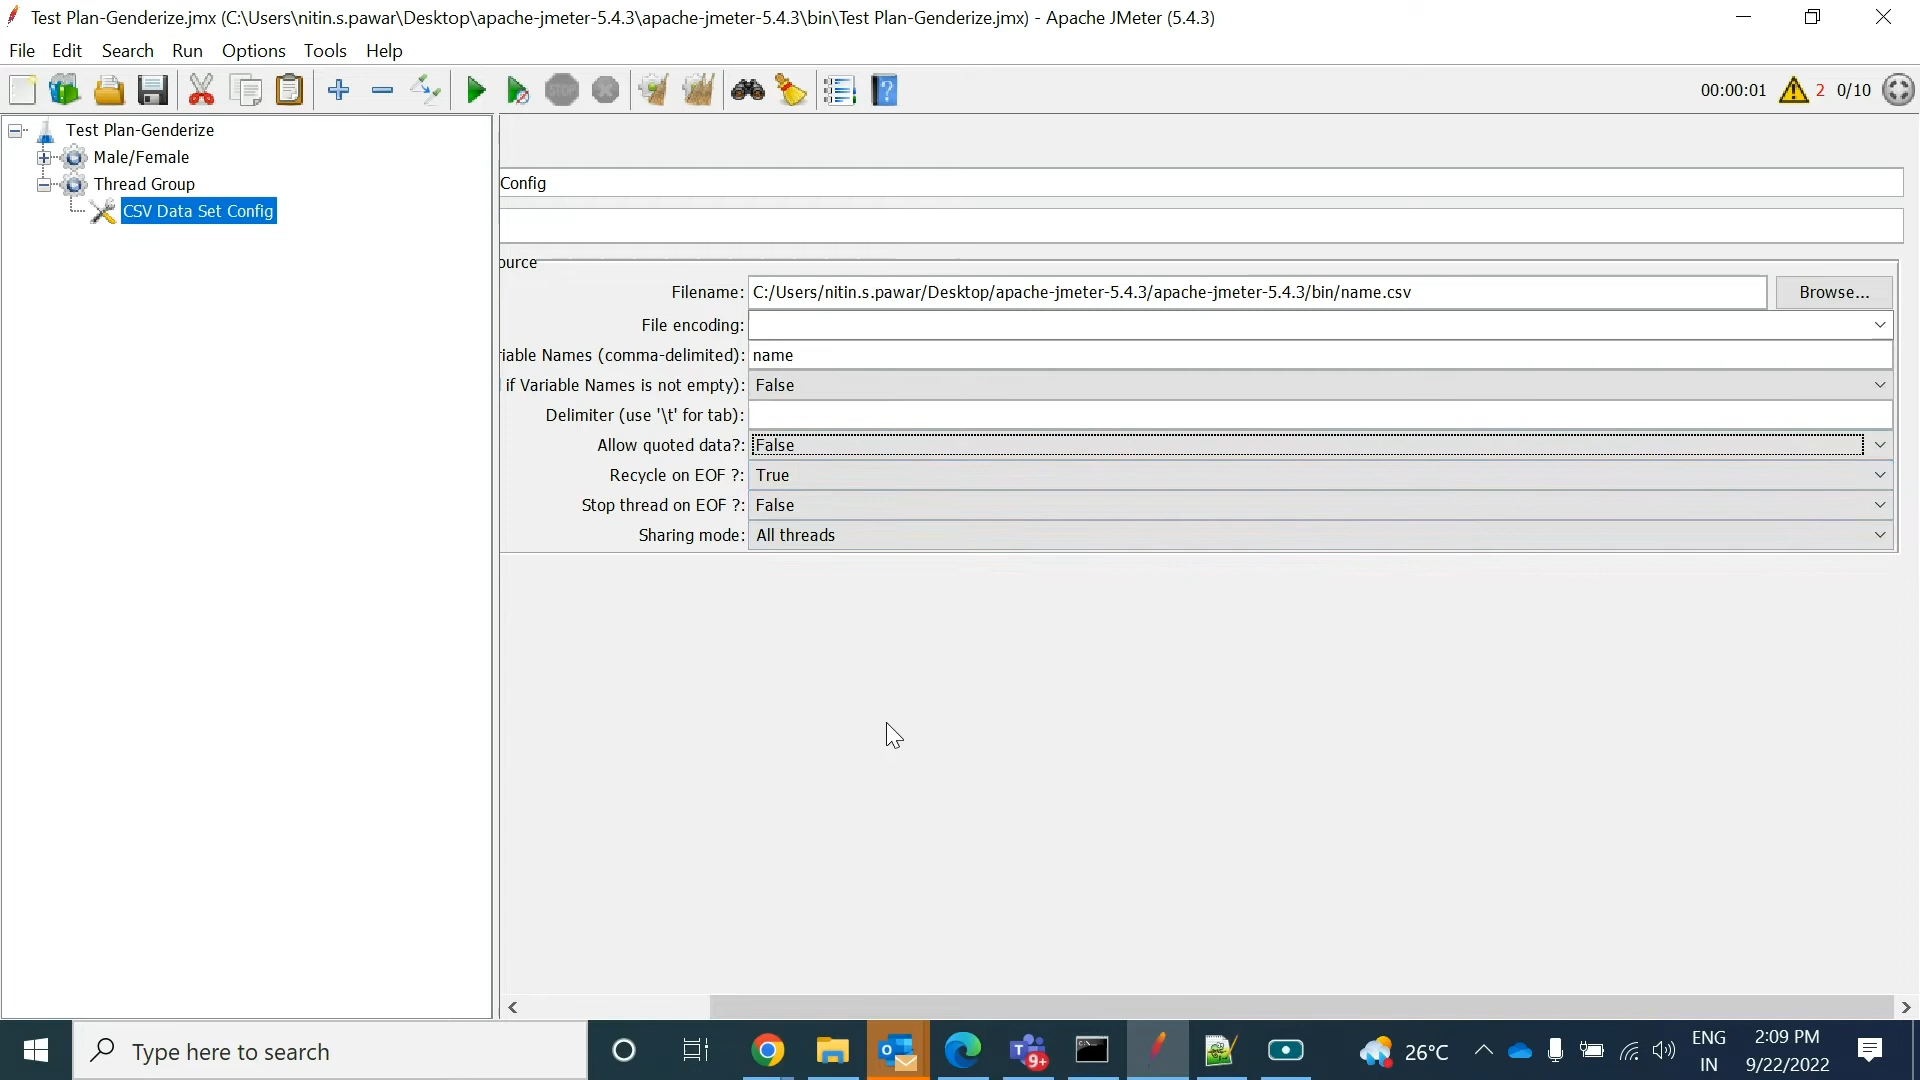 Test Plan-Genderize.jmx (C:\Users\nitin.s.pawar\Desktop\apache-jmeter-5.4.3\apache-jmeter-5.4.3\bin\Test Plan-Genderize.jmx) - Apache JMeter (5.4.3)
File Edit Search Run Options Tools Help
STOP
00:00:01 2 0/10
Test Plan-Genderize
Male/Female
Thread Group
CSV Data Set Config
Config
ource
Filename: C:/Users/nitin.s.pawar/Desktop/apache-jmeter-5.4.3/apache-jmeter-5.4.3/bin/name.csv Browse...
File encoding:
riable Names (comma-delimited): name
if Variable Names is not empty): False
Delimiter (use '\t' for tab):
Allow quoted data?: False
Recycle on EOF ?: True
Stop thread on EOF ?: False
Sharing mode: All threads
Type here to search
9+
26°C
ENG
IN
2:09 PM
9/22/2022